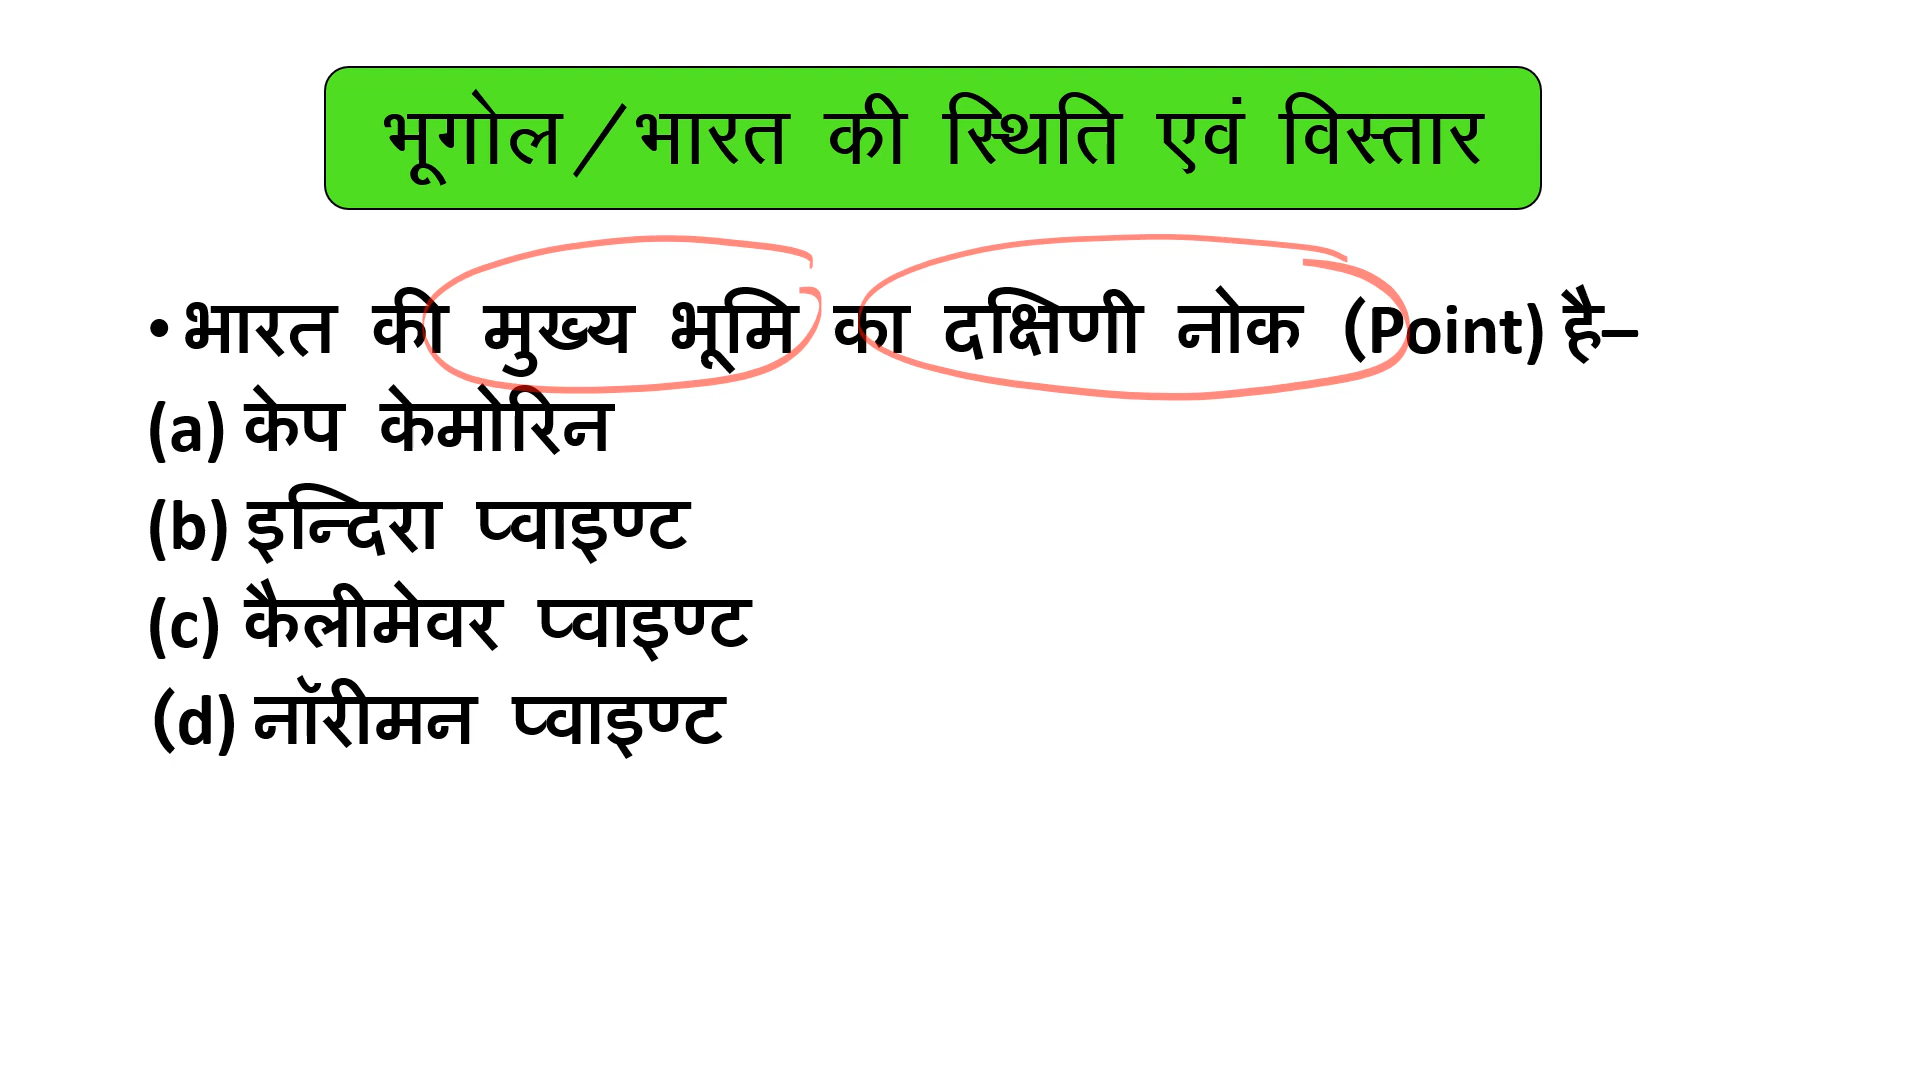 भूगोल/भारत की स्थिति एवं विस्तार
•भारत की मुख्य भूमि का दक्षिणी नोक (Point) है–
(a) केप केमोरिन
(b) इन्दिरा प्वाइण्ट
(c) कैलीमेवर प्वाइण्ट
(d) नॉरीमन प्वाइण्ट